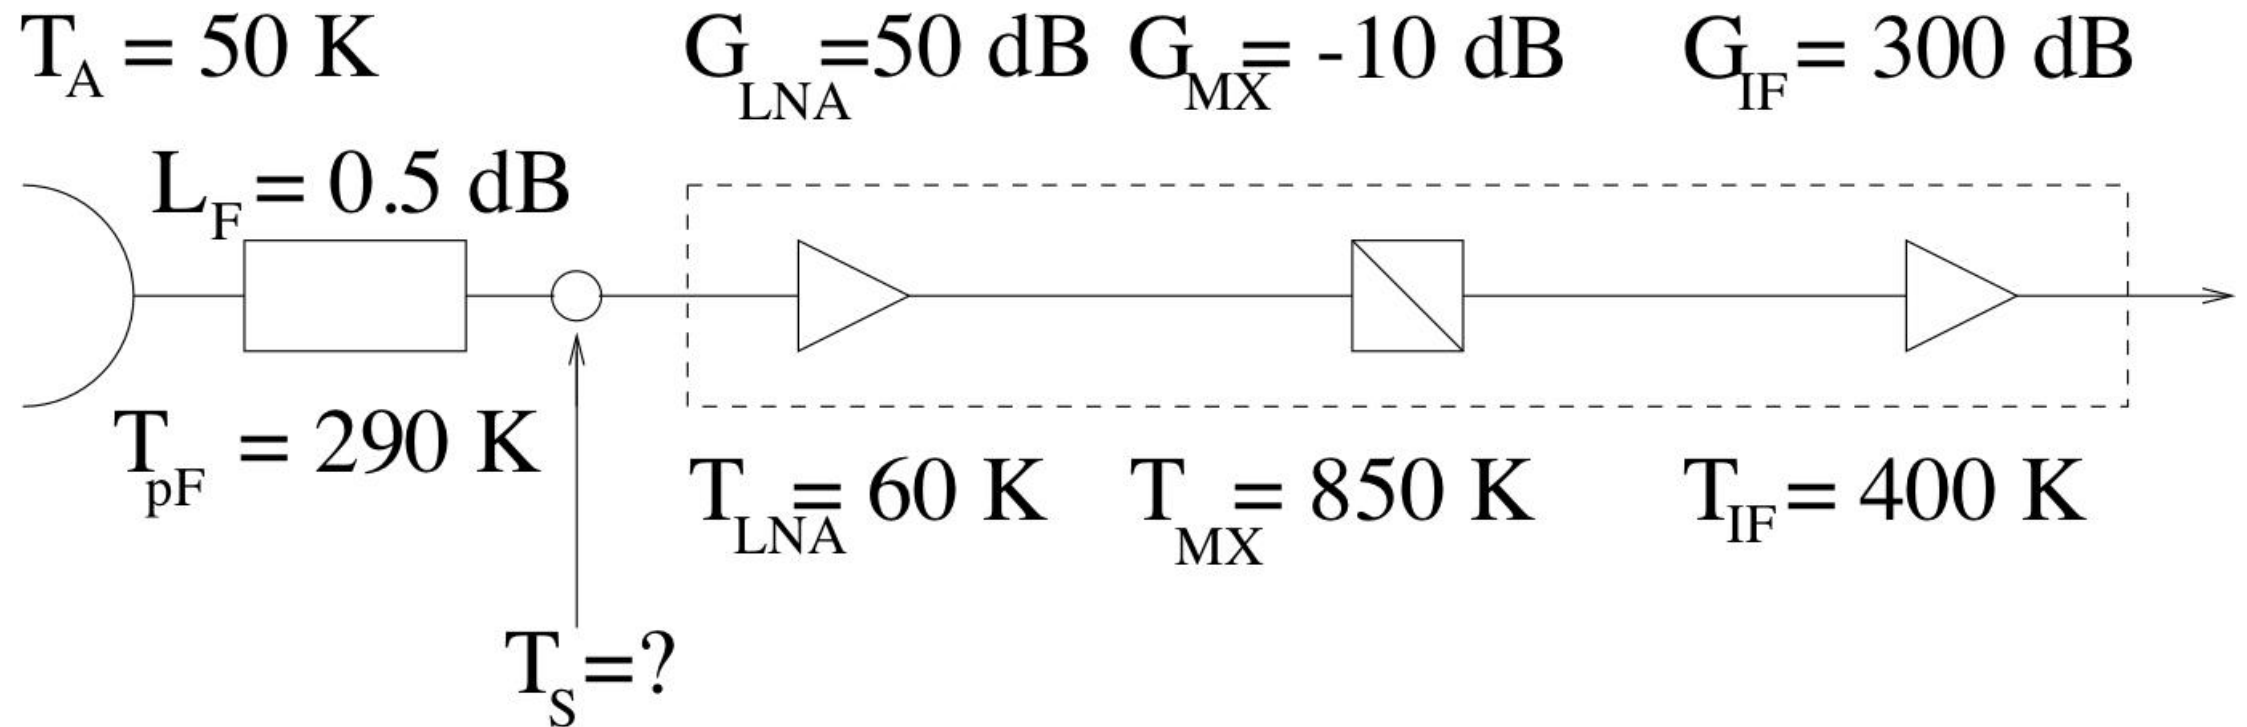 T_A = 50 K G_LNA =50 dB G_MX = -10 dB G_IF = 300 dB
L_F = 0.5 dB
T_pF = 290 K T_LNA = 60 K T_MX = 850 K T_IF = 400 K
T_S =?